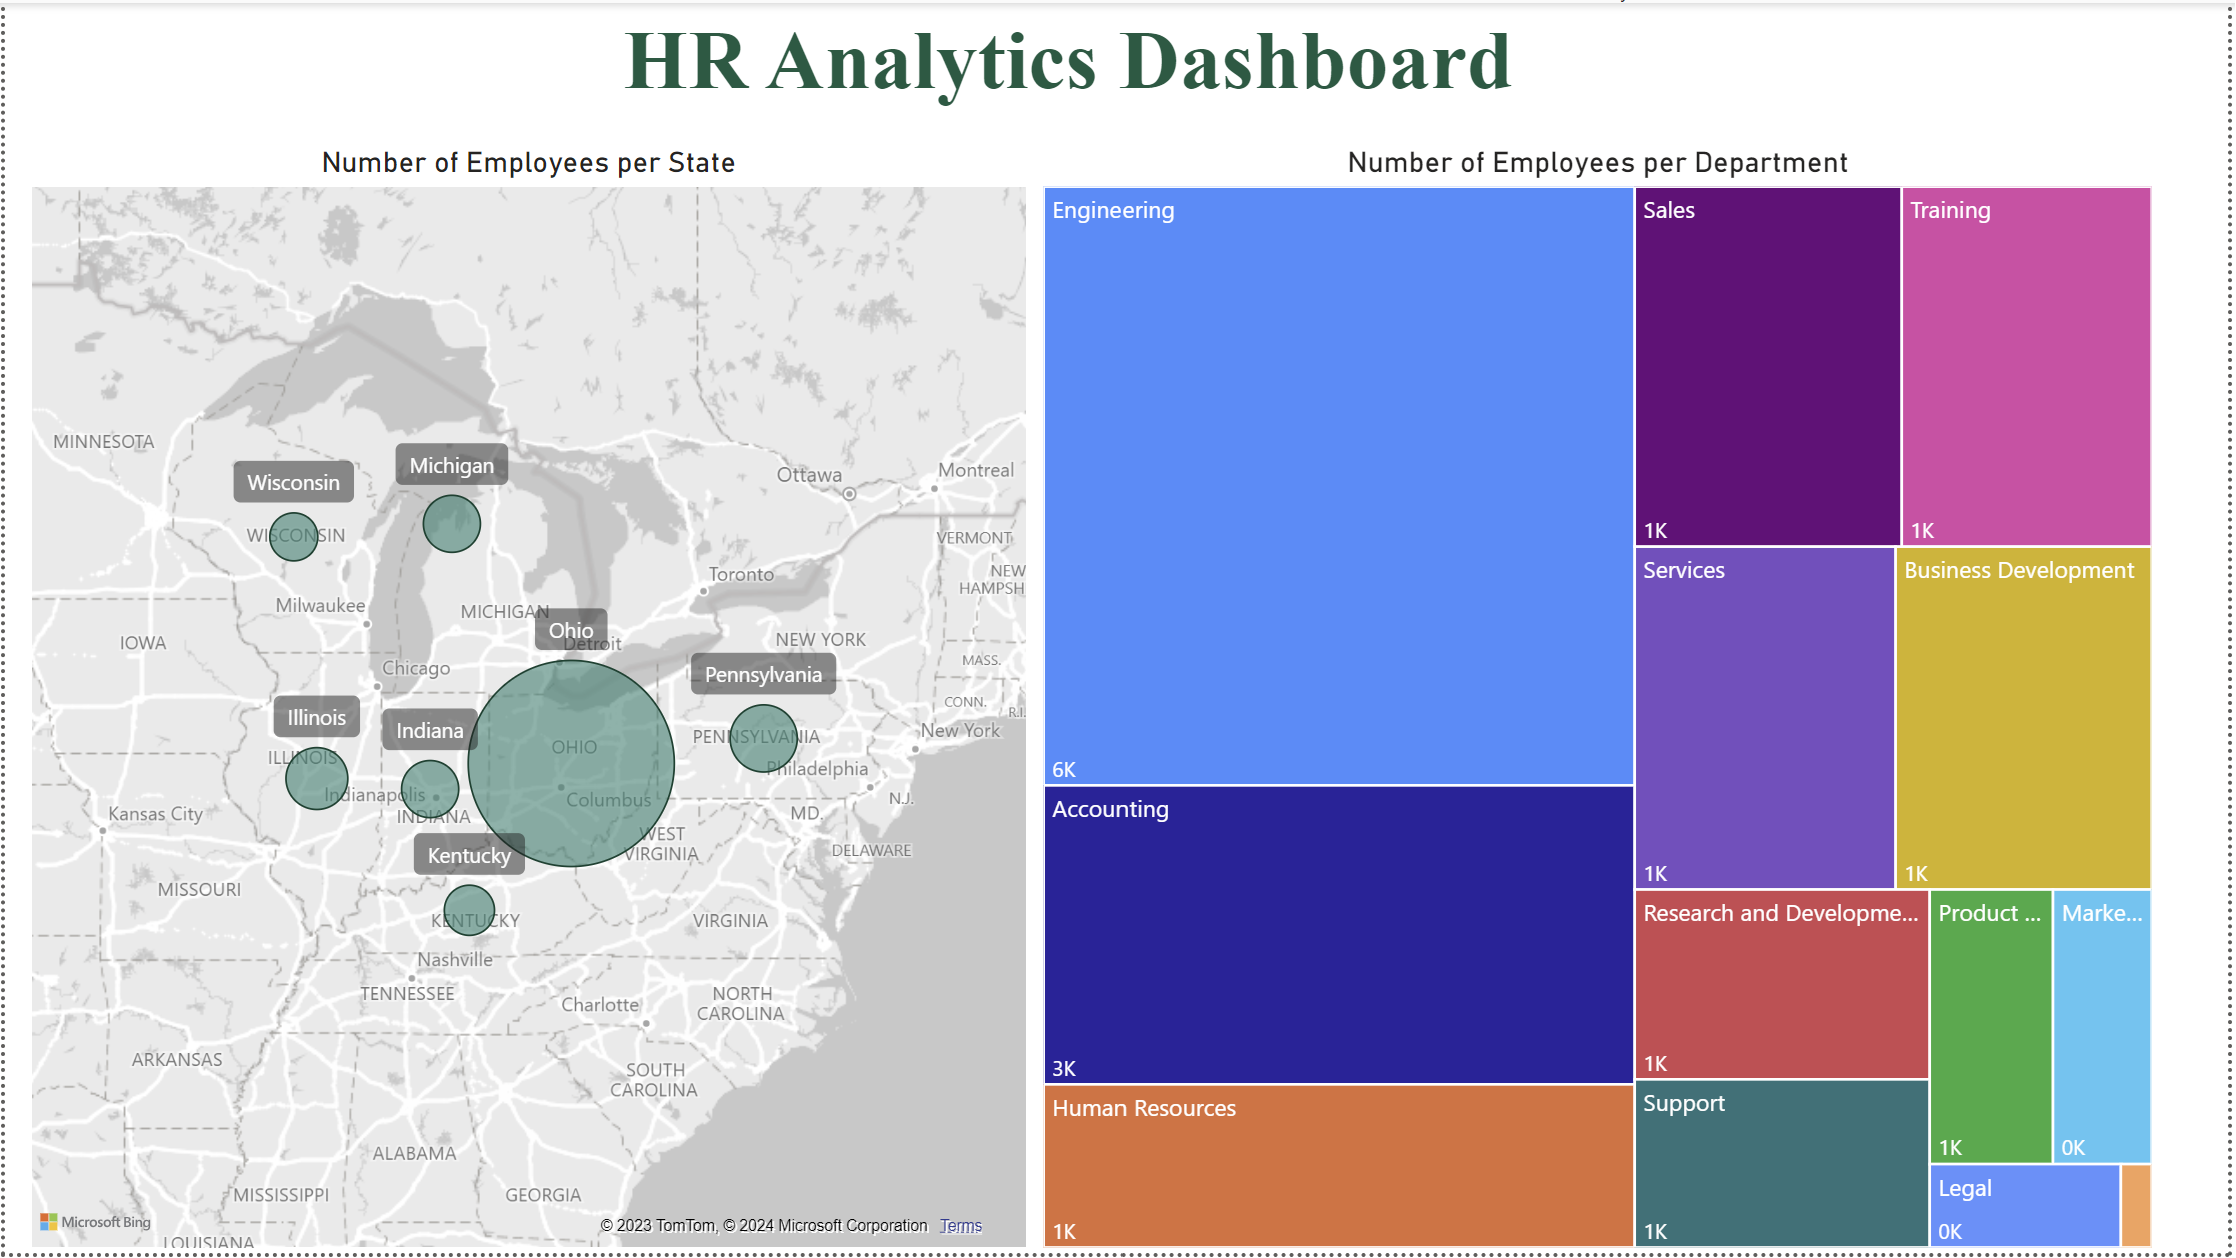 HR Analytics Dashboard
Number of Employees per State
MINNESOTA
Wisconsin
Michigan
WISCONSIN
Ottawa
Montreal
VERMONT
NEW
HAMPSH
Toronto
Milwaukee
MICHIGAN
IOWA
Ohio
Detroit
NEW YORK
Chicago
MASS.
Pennsylvania
CONN.
R.I.
Illinois
Indiana
New York
ILLINOIS
OHIO
PENNSYLVANIA
Philadelphia
Indianapolis
Columbus
N.J.
Kansas City
INDIANA
MD.
WEST
VIRGINIA
DELAWARE
Kentucky
MISSOURI
KENTUCKY
VIRGINIA
Nashville
TENNESSEE
Charlotte
NORTH
CAROLINA
ARKANSAS
SOUTH
CAROLINA
ALABAMA
MISSISSIPPI
GEORGIA
LOUISIANA
Microsoft Bing
© 2023 TomTom, © 2024 Microsoft Corporation Terms
Number of Employees per Department
Engineering
6K
Accounting
3K
Human Resources
1K
Sales
1K
Training
1K
Services
1K
Business Development
1K
Research and Developme...
1K
Support
1K
Product ...
1K
Marke...
0K
Legal
0K